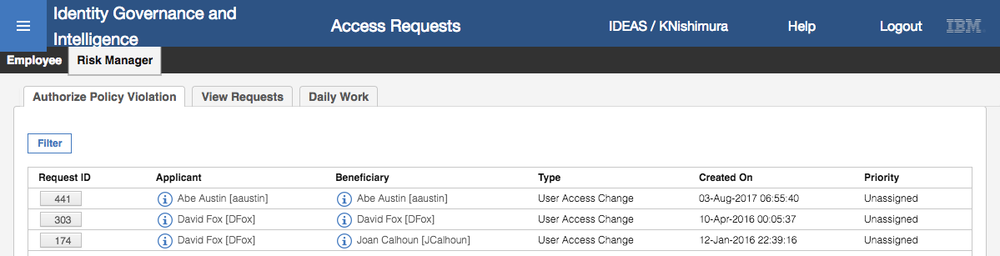 Identity Governance and
Intelligence
Access Requests
IDEAS / KNishimura
Help
Logout
IBM
Employee
Risk Manager
Authorize Policy Violation
View Requests
Daily Work
Filter
Request ID Applicant Beneficiary Type Created On Priority
441 Abe Austin [aaustin] Abe Austin [aaustin] User Access Change 03-Aug-2017 06:55:40 Unassigned
303 David Fox [DFox] David Fox [DFox] User Access Change 10-Apr-2016 00:05:37 Unassigned
174 David Fox [DFox] Joan Calhoun [JCalhoun] User Access Change 12-Jan-2016 22:39:16 Unassigned